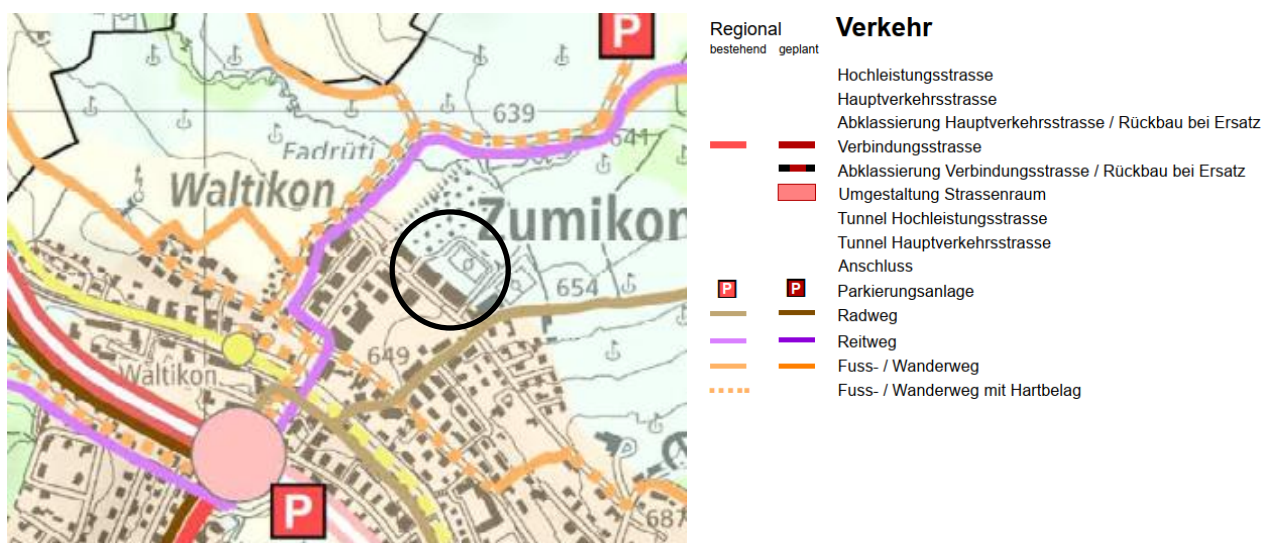 P
639
641
Fadrüti
Waltikon
Zumikon
654
649
Waltikon
P
687
Regional
bestehend geplant
Verkehr
Hochleistungsstrasse
Hauptverkehrsstrasse
Abklassierung Hauptverkehrsstrasse / Rückbau bei Ersatz
Verbindungsstrasse
Abklassierung Verbindungsstrasse / Rückbau bei Ersatz
Umgestaltung Strassenraum
Tunnel Hochleistungsstrasse
Tunnel Hauptverkehrsstrasse
Anschluss
P P Parkierungsanlage
Radweg
Reitweg
Fuss- / Wanderweg
Fuss- / Wanderweg mit Hartbelag